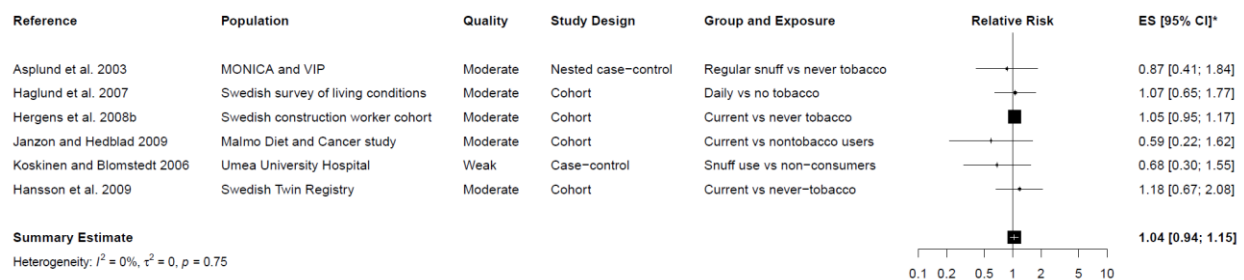 Reference Population Quality Study Design Group and Exposure Relative Risk ES [95% CI]*
Asplund et al. 2003 MONICA and VIP Moderate Nested case−control Regular snuff vs never tobacco 0.87 [0.41; 1.84]
Haglund et al. 2007 Swedish survey of living conditions Moderate Cohort Daily vs no tobacco 1.07 [0.65; 1.77]
Hergens et al. 2008b Swedish construction worker cohort Moderate Cohort Current vs never tobacco 1.05 [0.95; 1.17]
Janzon and Hedblad 2009 Malmo Diet and Cancer study Moderate Cohort Current vs nontobacco users 0.59 [0.22; 1.62]
Koskinen and Blomstedt 2006 Umea University Hospital Weak Case−control Snuff use vs non−consumers 0.68 [0.30; 1.55]
Hansson et al. 2009 Swedish Twin Registry Moderate Cohort Current vs never−tobacco 1.18 [0.67; 2.08]
Summary Estimate 1.04 [0.94; 1.15]
Heterogeneity: I² = 0%, τ² = 0, p = 0.75
0.1 0.2 0.5 1 2 5 10